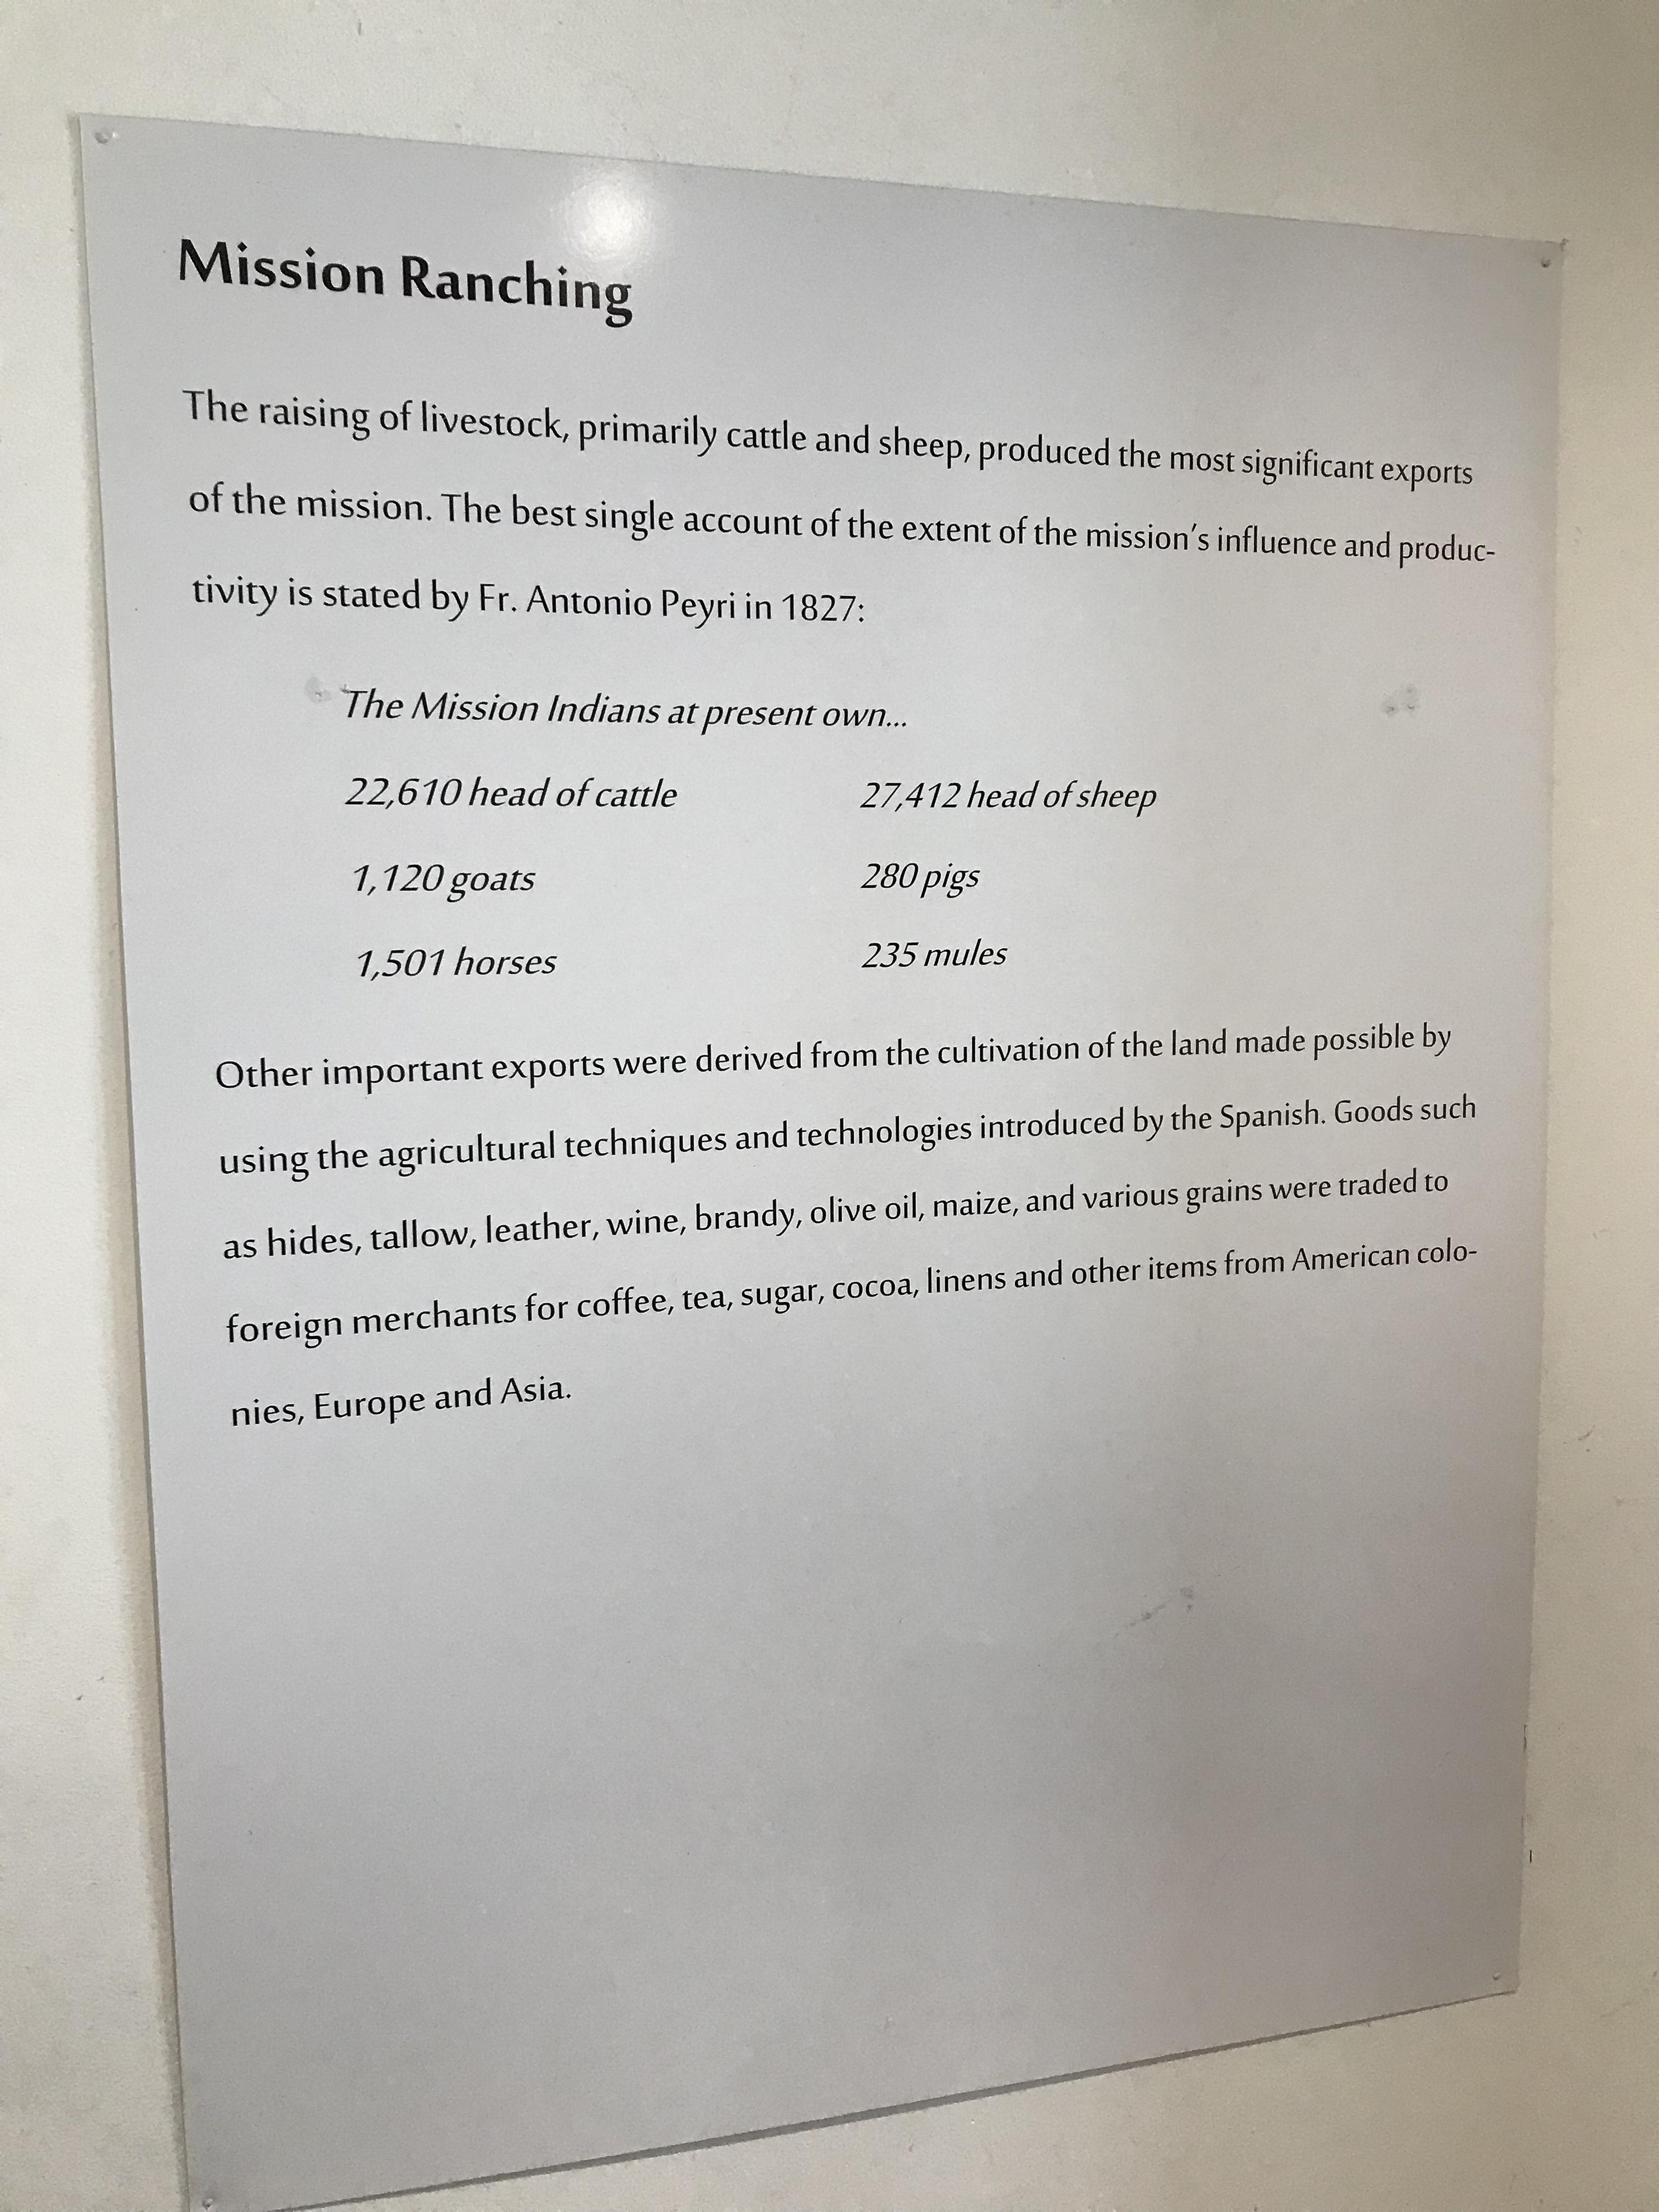 Mission Ranching
The raising of livestock, primarily cattle and sheep, produced the most significant exports
of the mission. The best single account of the extent of the mission's influence and produc-
tivity is stated by Fr. Antonio Peyri in 1827:
The Mission Indians at present own...
22,610 head of cattle 27,412 head of sheep
1,120 goats 280 pigs
1,501 horses 235 mules
Other important exports were derived from the cultivation of the land made possible by
using the agricultural techniques and technologies introduced by the Spanish. Goods such
as hides, tallow, leather, wine, brandy, olive oil, maize, and various grains were traded to
foreign merchants for coffee, tea, sugar, cocoa, linens and other items from American colo-
nies, Europe and Asia.